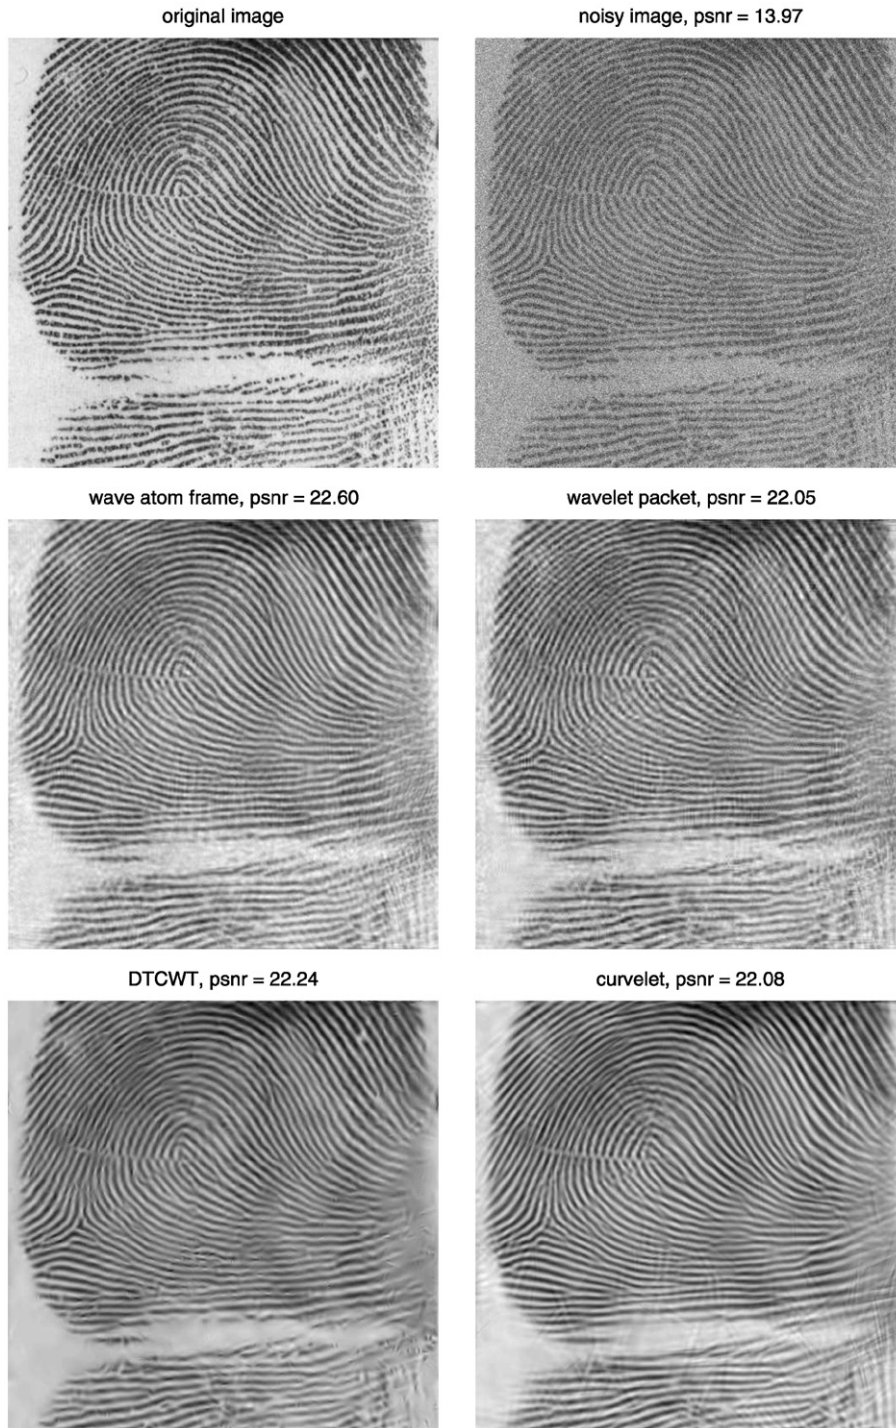 original image
noisy image, psnr = 13.97
wave atom frame, psnr = 22.60
wavelet packet, psnr = 22.05
DTCWT, psnr = 22.24
curvelet, psnr = 22.08